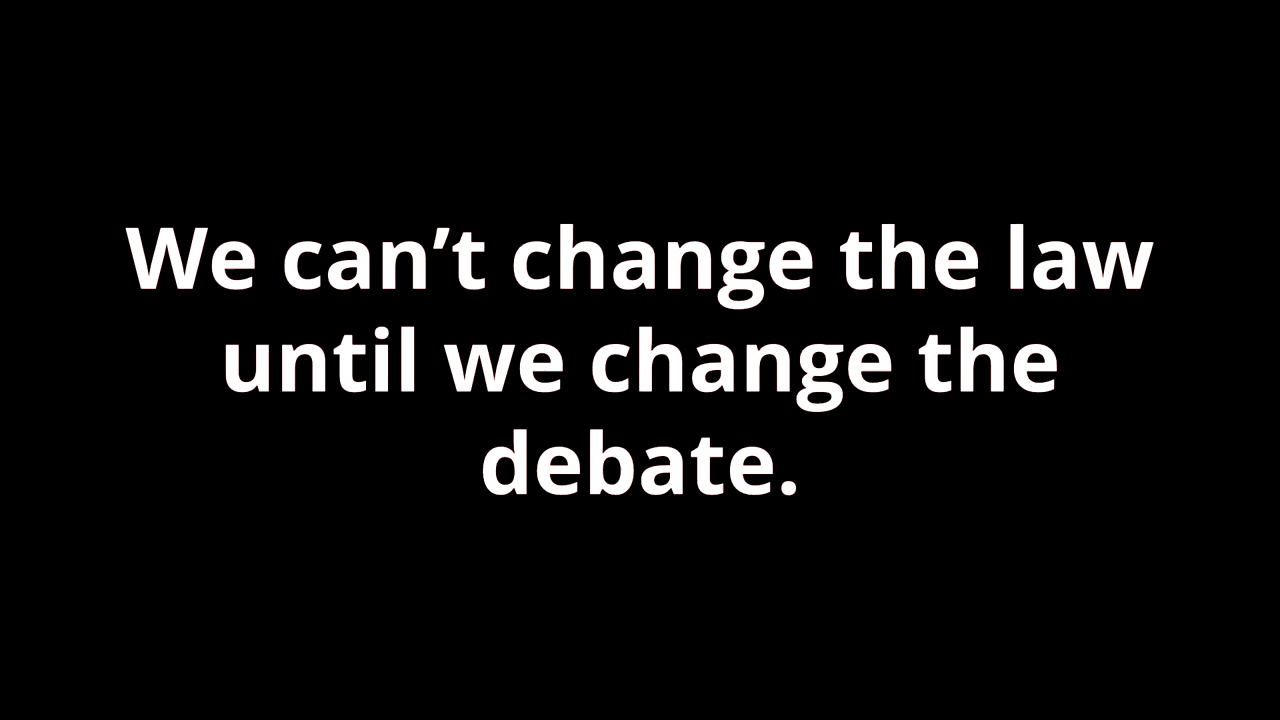 We can’t change the law
until we change the
debate.